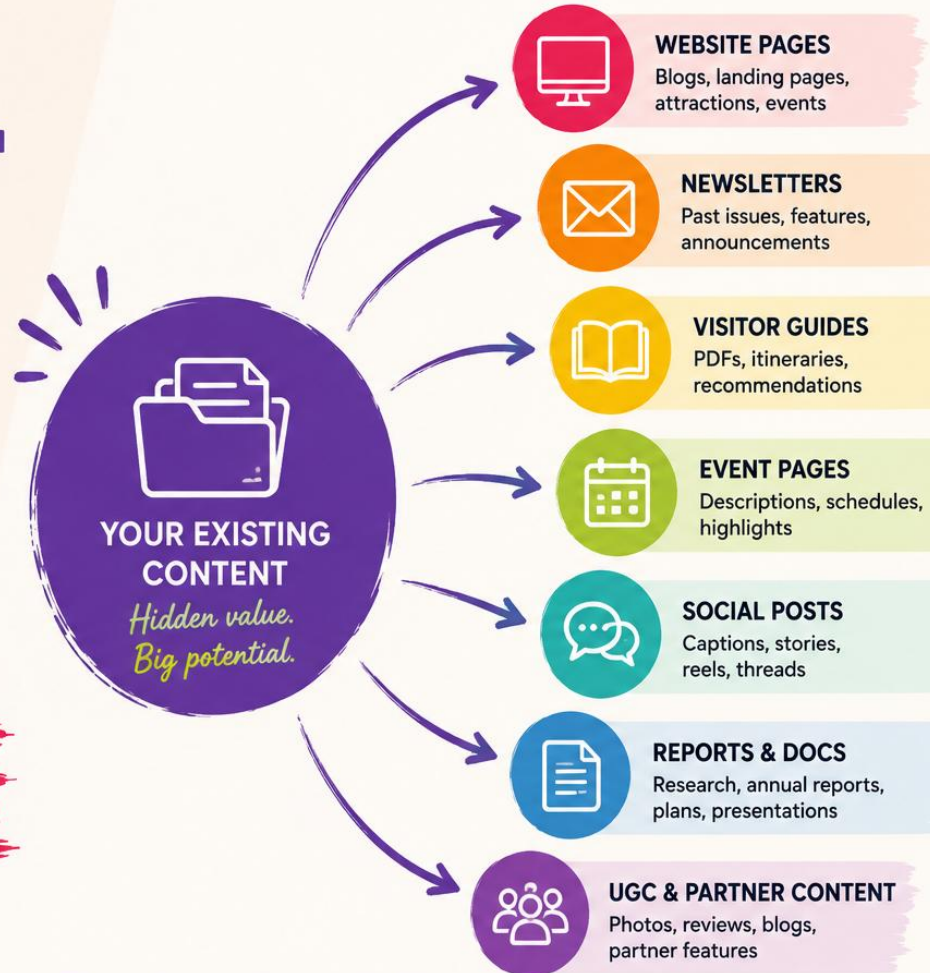 YOUR EXISTING
CONTENT
Hidden value.
Big potential.
WEBSITE PAGES
Blogs, landing pages,
attractions, events
NEWSLETTERS
Past issues, features,
announcements
VISITOR GUIDES
PDFs, itineraries,
recommendations
EVENT PAGES
Descriptions, schedules,
highlights
SOCIAL POSTS
Captions, stories,
reels, threads
REPORTS & DOCS
Research, annual reports,
plans, presentations
UGC & PARTNER CONTENT
Photos, reviews, blogs,
partner features